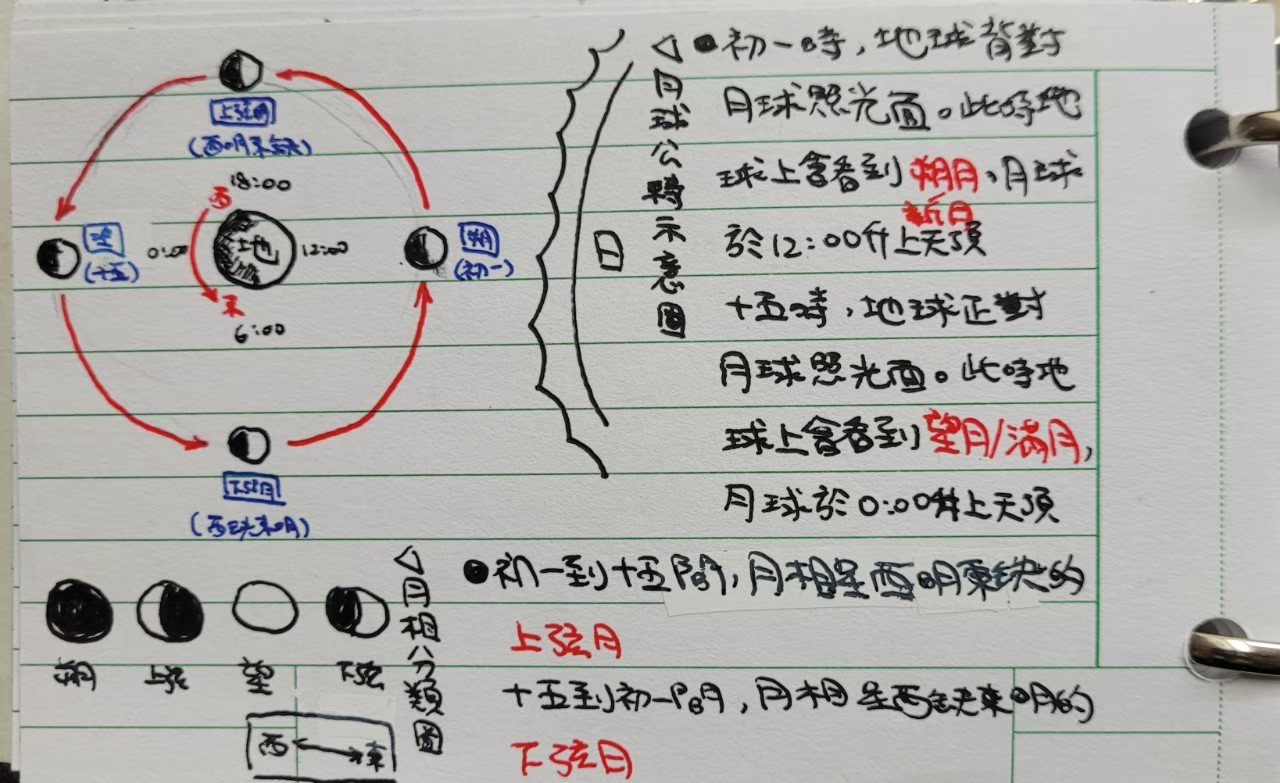 上弦月
(西明東缺)
18:00
西
望
(十五)
0:00
地
12:00
朔
(初一)
東
6:00
下弦月
(西缺東明)
日
◁月球公轉示意圖
●初一時,地球背對
月球照光面。此時地
球上會看到朔月,月球
新月
於12:00升上天頂
十五時,地球正對
月球照光面。此時地
球上會看到望月/滿月,
月球於0:00升上天頂
朔 上弦 望 下弦
西 東
◁月相分類圖
●初一到十五間,月相呈西明東缺的
上弦月
十五到初一間,月相呈西缺東明的
下弦月